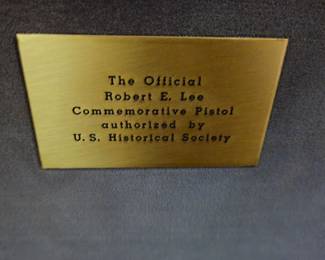 The Official
Robert E. Lee
Commemorative Pistol
authorized by
U.S. Historical Society